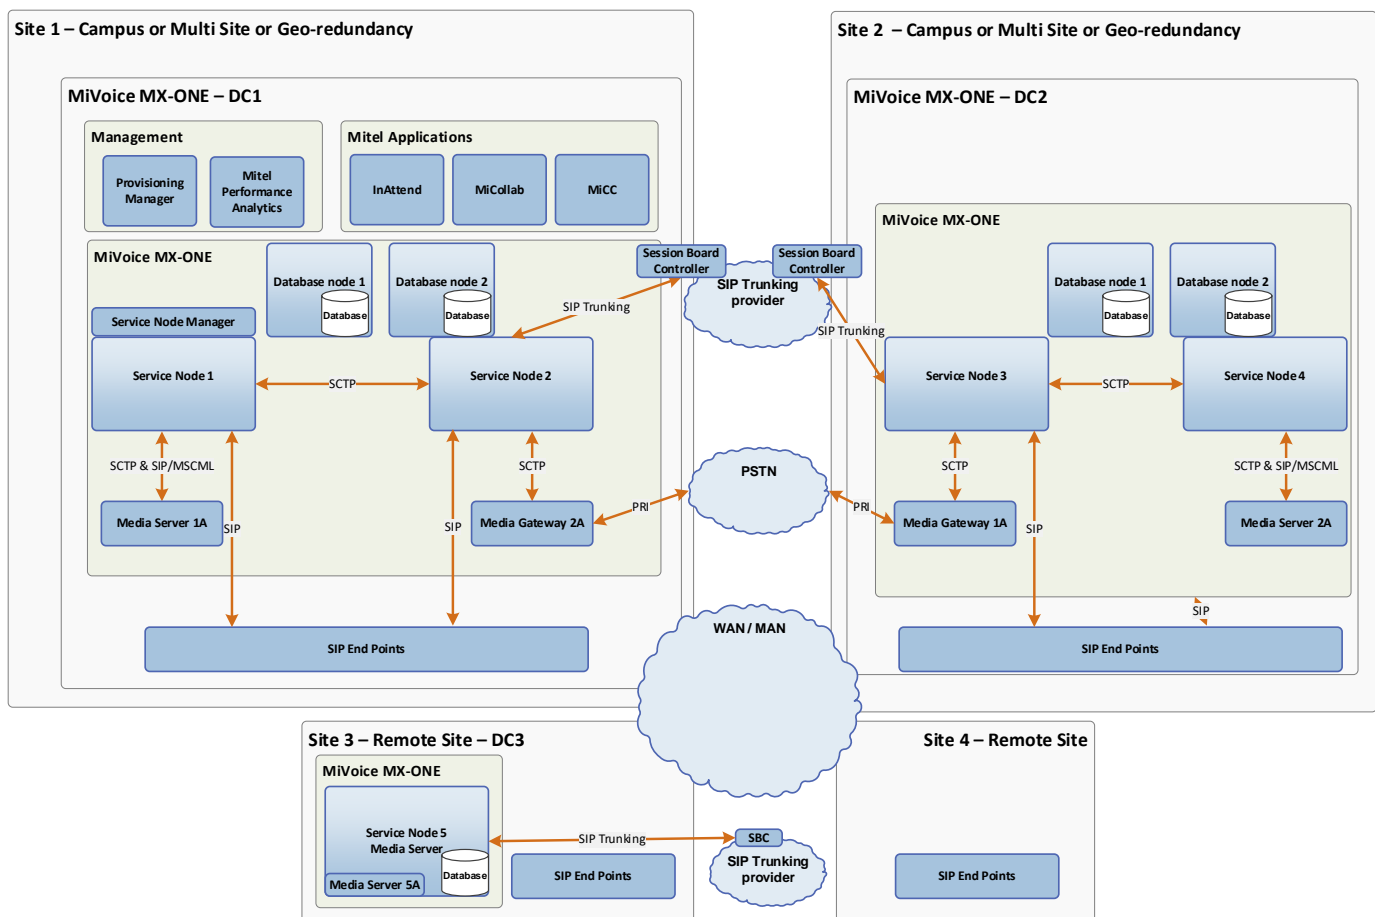 Site 1 – Campus or Multi Site or Geo-redundancy
MiVoice MX-ONE – DC1
Management
Provisioning
Manager
Mitel
Performance
Analytics
Mitel Applications
InAttend
MiCollab
MiCC
MiVoice MX-ONE
Database node 1
Database
Database node 2
Database
Service Node Manager
Service Node 1
SCTP
Service Node 2
SIP Trunking
SCTP & SIP/MSCML
SIP
SIP
SCTP
Media Server 1A
Media Gateway 2A
PRI
SIP End Points
Session Board
Controller
Session Board
Controller
SIP Trunking
provider
PSTN
WAN / MAN
Site 2 – Campus or Multi Site or Geo-redundancy
MiVoice MX-ONE – DC2
MiVoice MX-ONE
Database node 1
Database
Database node 2
Database
SIP Trunking
Service Node 3
SCTP
Service Node 4
SCTP
SIP
SCTP & SIP/MSCML
PRI
Media Gateway 1A
Media Server 2A
SIP
SIP End Points
Site 3 – Remote Site – DC3
MiVoice MX-ONE
Service Node 5
Media Server
Database
Media Server 5A
SIP Trunking
SIP End Points
SBC
SIP Trunking
provider
Site 4 – Remote Site
SIP End Points